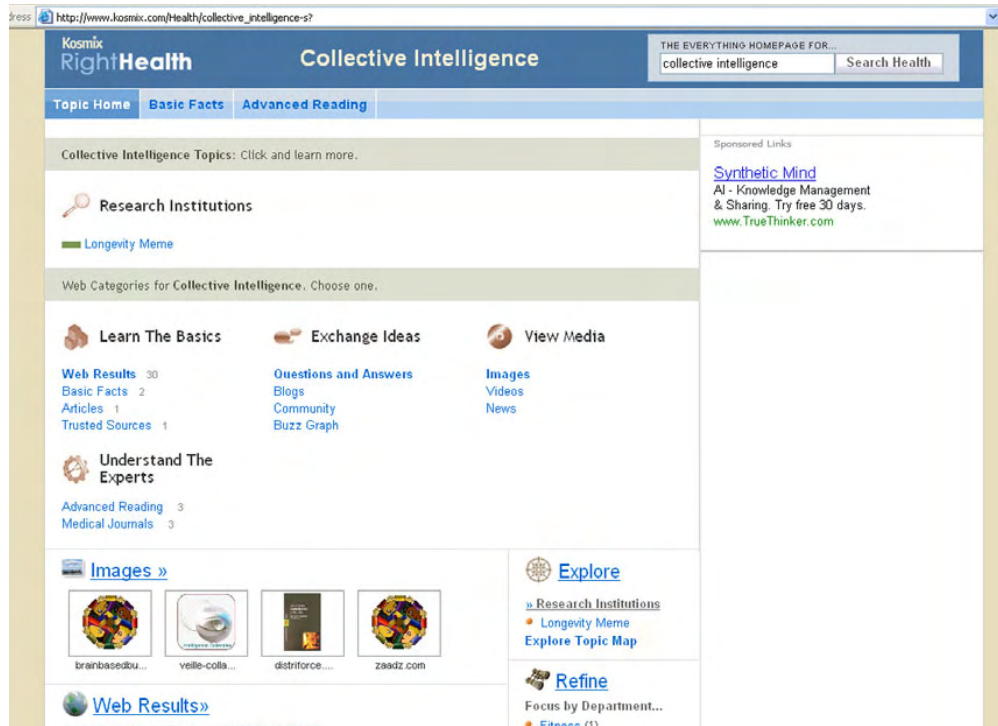 dress http://www.kosmix.com/Health/collective_intelligence-s?
Kosmix
RightHealth
Collective Intelligence
THE EVERYTHING HOMEPAGE FOR...
collective intelligence Search Health
Topic Home Basic Facts Advanced Reading
Collective Intelligence Topics: Click and learn more.
Research Institutions
Longevity Meme
Sponsored Links
Synthetic Mind
AI - Knowledge Management
& Sharing. Try free 30 days.
www.TrueThinker.com
Web Categories for Collective Intelligence. Choose one.
Learn The Basics
Web Results 30
Basic Facts 2
Articles 1
Trusted Sources 1
Exchange Ideas
Questions and Answers
Blogs
Community
Buzz Graph
View Media
Images
Videos
News
Understand The
Experts
Advanced Reading 3
Medical Journals 3
Images »
brainbasedbu...
veille-colla...
distriforce....
zaadz.com
Web Results»
Explore
» Research Institutions
Longevity Meme
Explore Topic Map
Refine
Focus by Department...
Fitness (1)